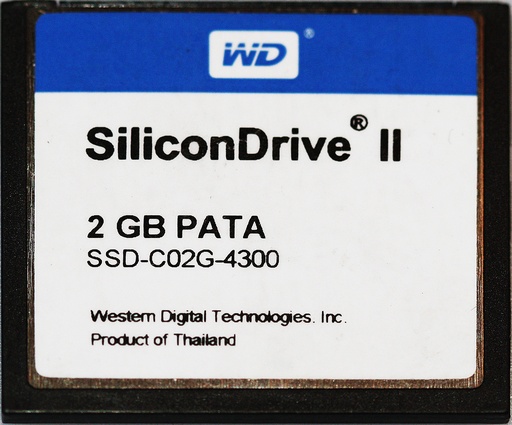 WD®
SiliconDrive® II
2 GB PATA
SSD-C02G-4300
Western Digital Technologies. Inc.
Product of Thailand